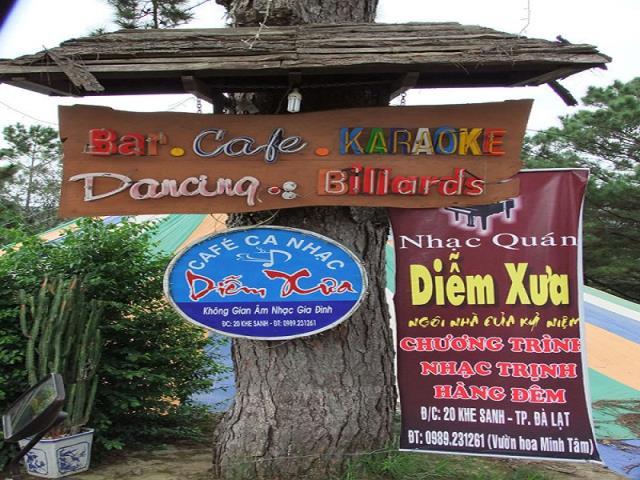 Bar. Cafe. KARAOKE
Dancing.: Billards
CAFÉ CA NHẠC
Diễm Xưa
Không Gian Âm Nhạc Gia Đình
ĐC: 20 KHE SANH - ĐT: 0989.231261
Nhạc Quán
Diễm Xưa
NGÔI NHÀ CỦA KỶ NIỆM
CHƯƠNG TRÌNH
NHẠC TRỊNH
HÀNG ĐÊM
Đ/C: 20 KHE SANH - TP. ĐÀ LẠT
ĐT: 0989.231261 (Vườn hoa Minh Tâm)